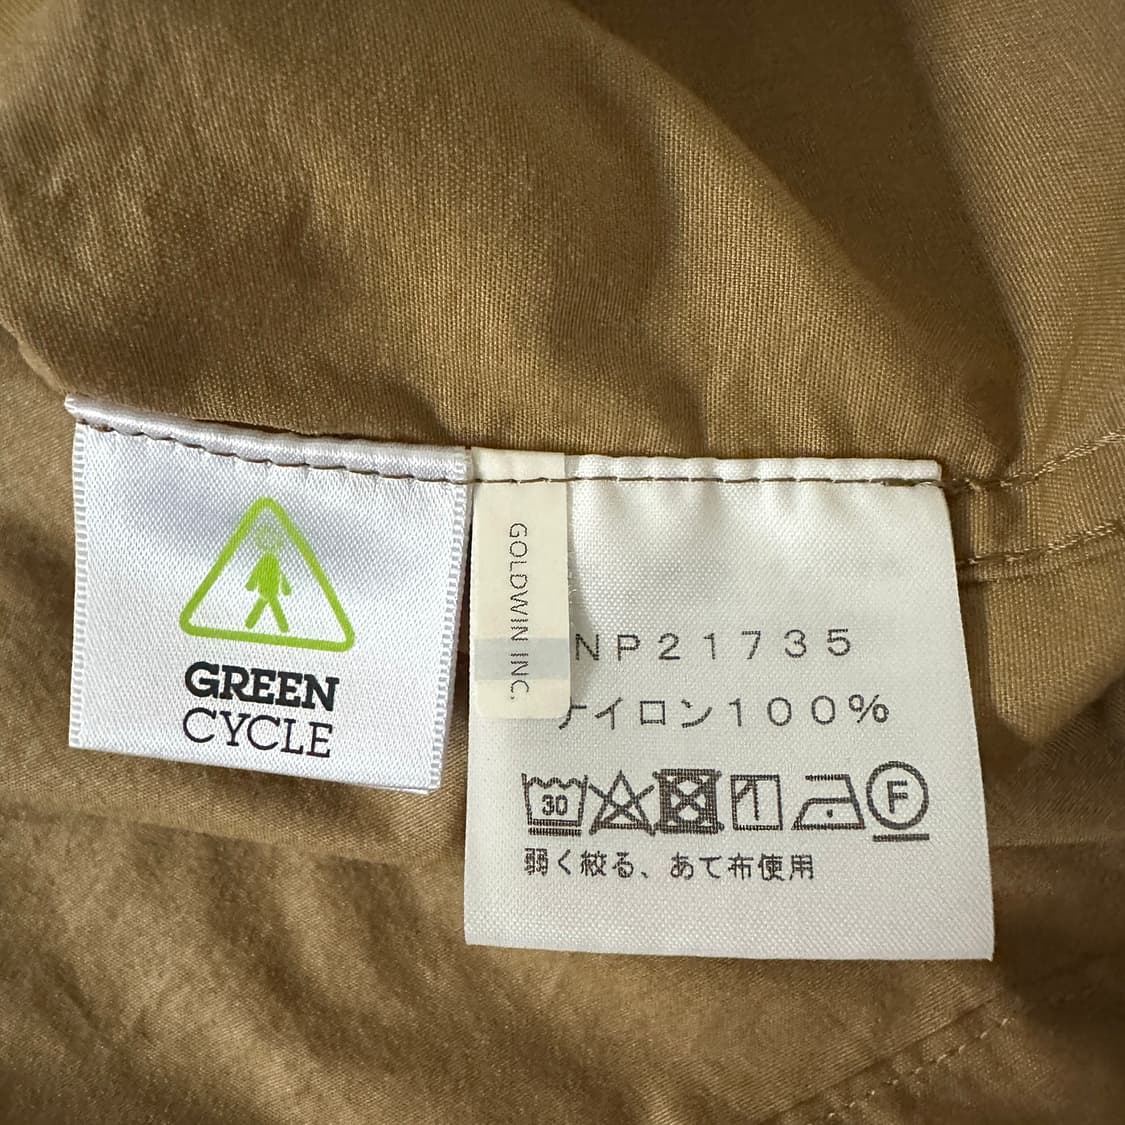 GREEN
CYCLE
GOLDWIN INC.
NP21735
ナイロン100%
30
F
弱く絞る、あて布使用